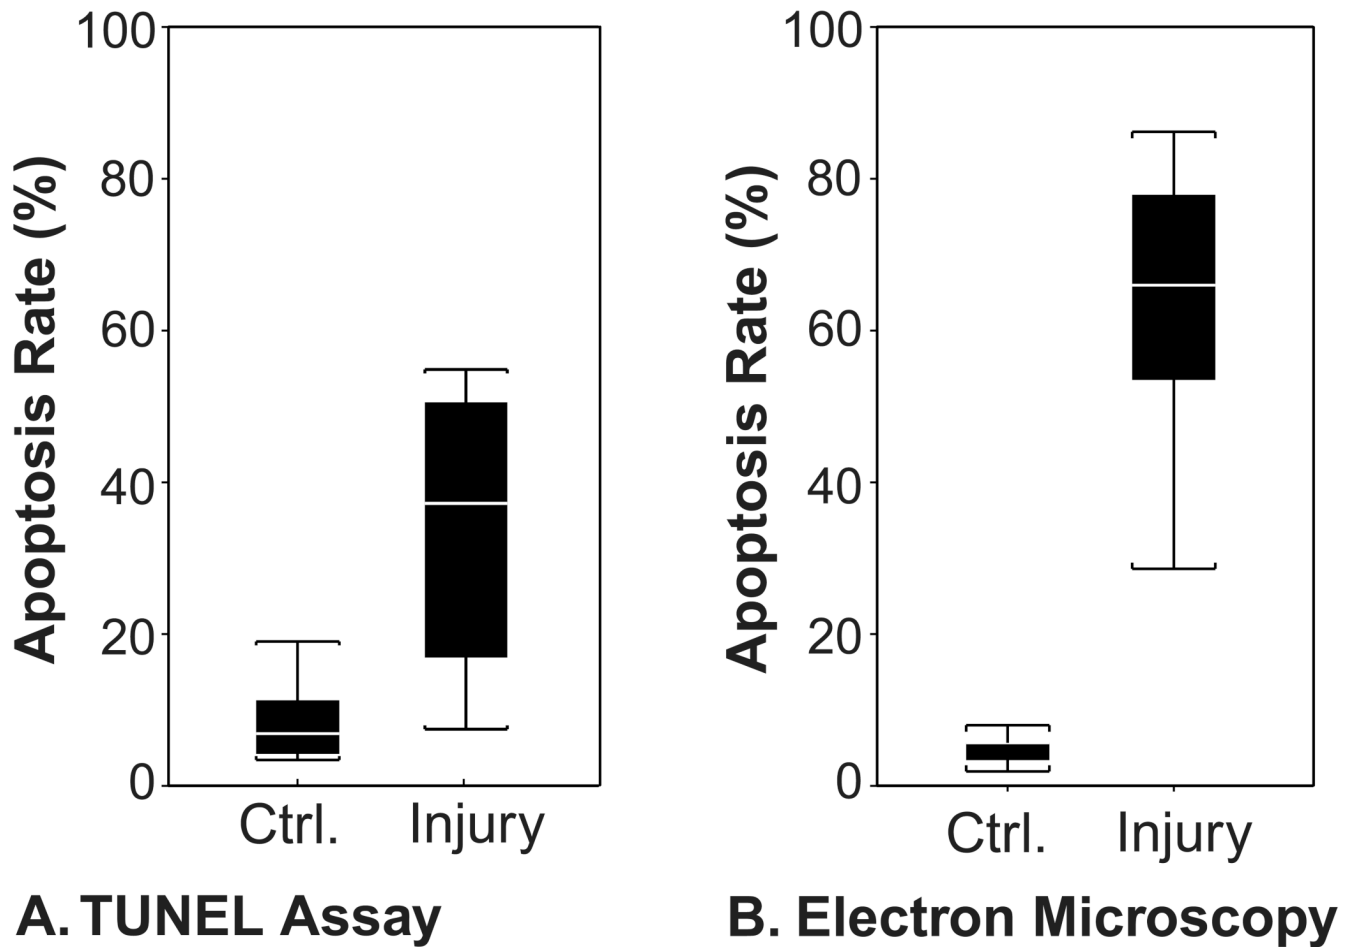 100
80
60
40
20
0
Apoptosis Rate (%)
Ctrl. Injury
A. TUNEL Assay
100
80
60
40
20
0
Apoptosis Rate (%)
Ctrl. Injury
B. Electron Microscopy